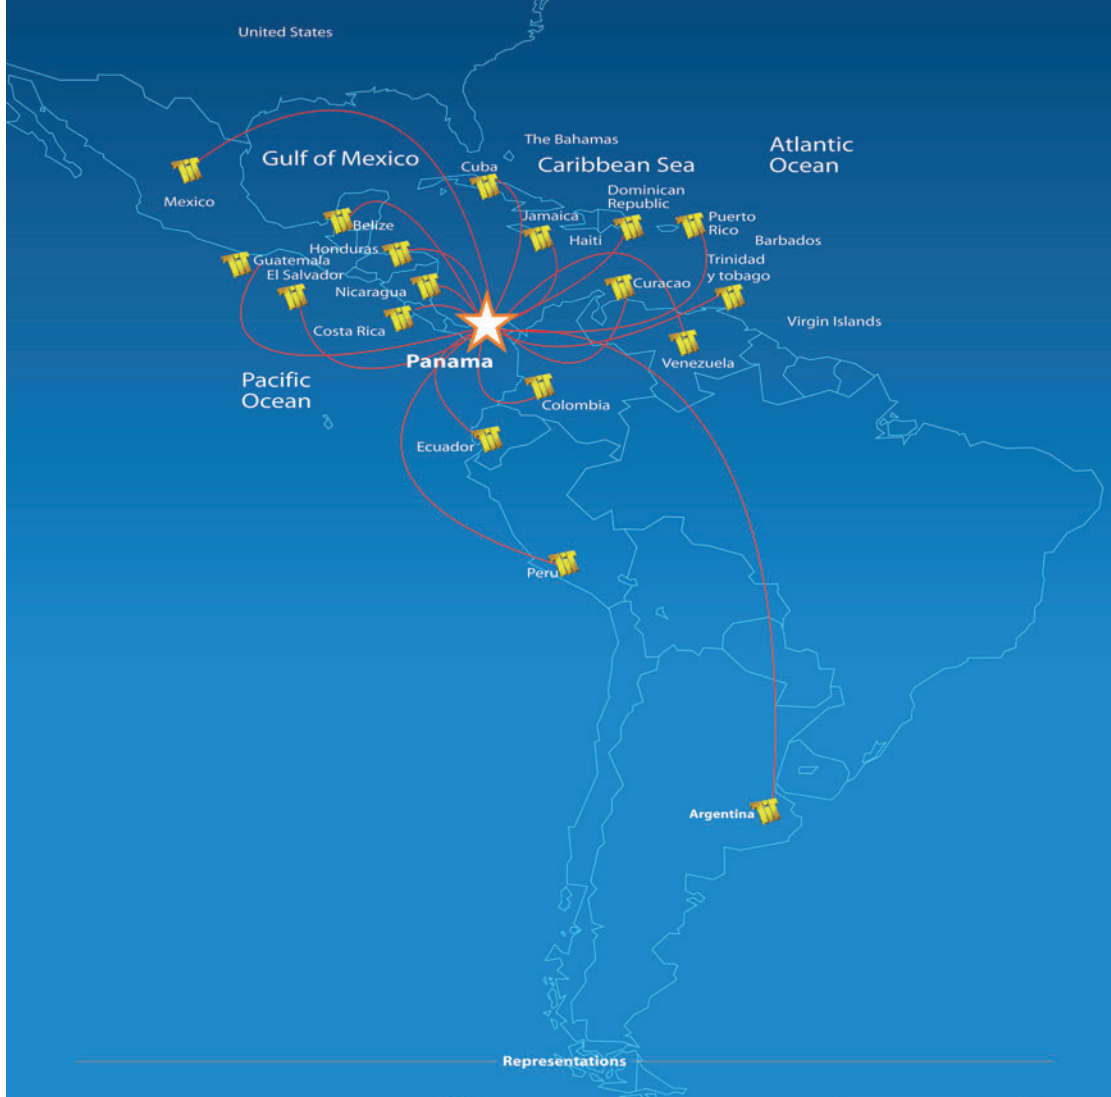 United States
The Bahamas
Atlantic
Ocean
Gulf of Mexico
Cuba
Caribbean Sea
Mexico
Dominican
Republic
Jamaica
Haiti
Puerto
Rico
Belize
Barbados
Honduras
Guatemala
El Salvador
Trinidad
y tobago
Nicaragua
Curacao
Costa Rica
Virgin Islands
Panama
Venezuela
Pacific
Ocean
Colombia
Ecuador
Peru
Argentina
Representations